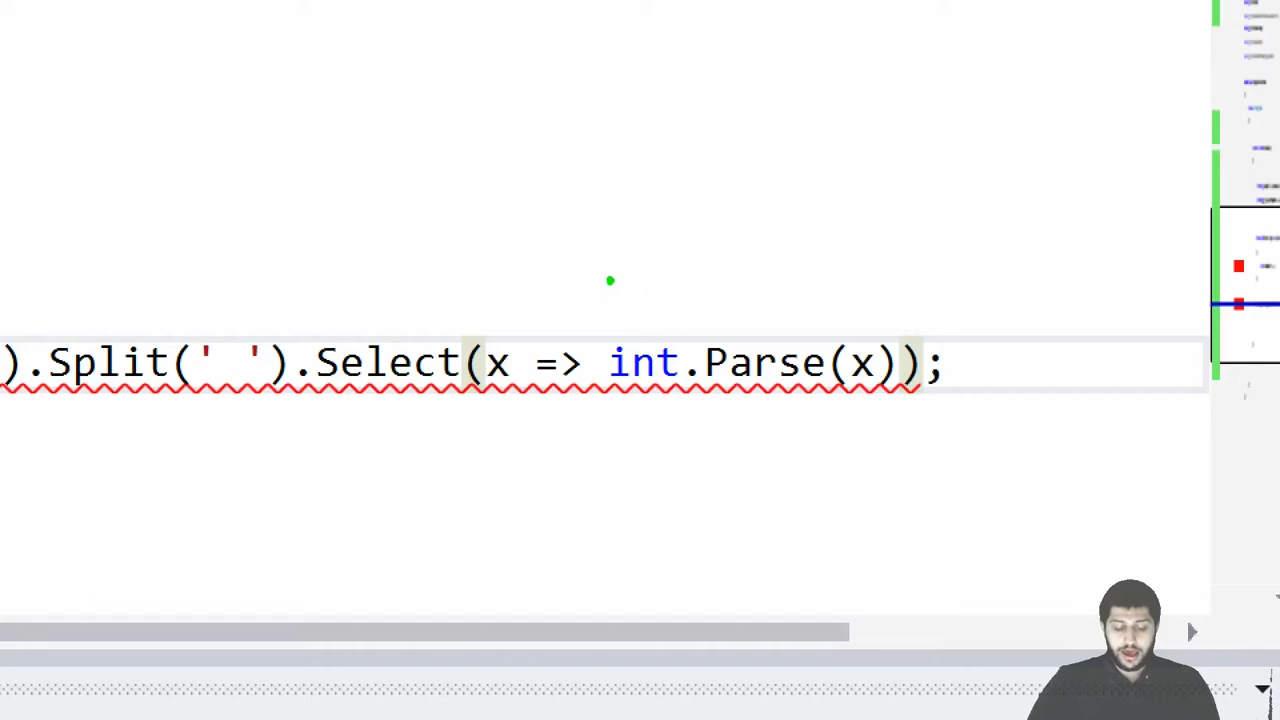 ).Split(' ').Select(x => int.Parse(x));